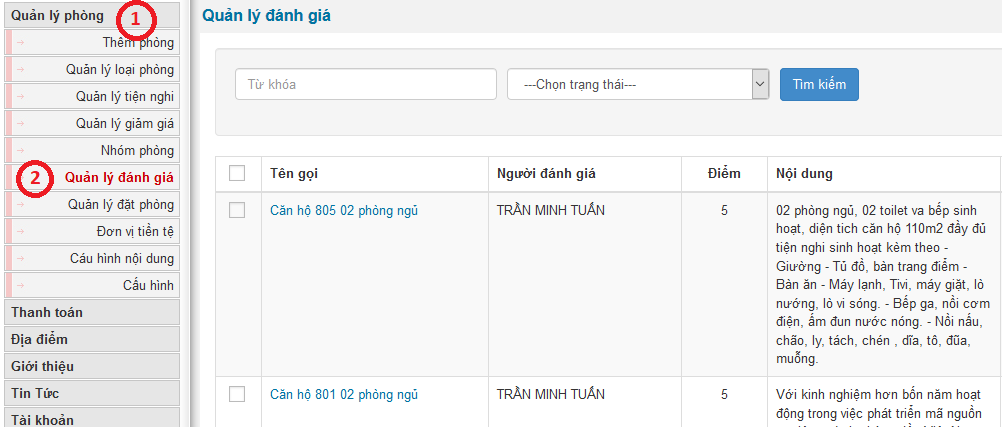 Quản lý phòng
1
Thêm phòng
Quản lý loại phòng
Quản lý tiện nghi
Quản lý giảm giá
Nhóm phòng
2
Quản lý đánh giá
Quản lý đặt phòng
Đơn vị tiền tệ
Cáu hình nội dung
Cấu hình
Thanh toán
Địa điểm
Giới thiệu
Tin Tức
Tài khoản
Quản lý đánh giá
Từ khóa
---Chọn trạng thái---
Tìm kiếm
Tên gọi
Người đánh giá
Điểm
Nội dung
Căn hộ 805 02 phòng ngủ
TRẦN MINH TUẤN
5
02 phòng ngủ, 02 toilet va bếp sinh
hoạt, diện tich căn hộ 110m2 đầy đủ
tiện nghi sinh hoạt kèm theo -
Giường - Tủ đồ, bàn trang điểm -
Bàn ăn - Máy lạnh, Tivi, máy giặt, lò
nướng, lò vi sóng. - Bếp ga, nồi cơm
điện, ấm đun nước nóng. - Nồi nấu,
chão, ly, tách, chén , dĩa, tô, đũa,
muỗng.
Căn hộ 801 02 phòng ngủ
TRẦN MINH TUẤN
5
Với kinh nghiệm hơn bốn năm hoạt
động trong việc phát triển mã nguồn